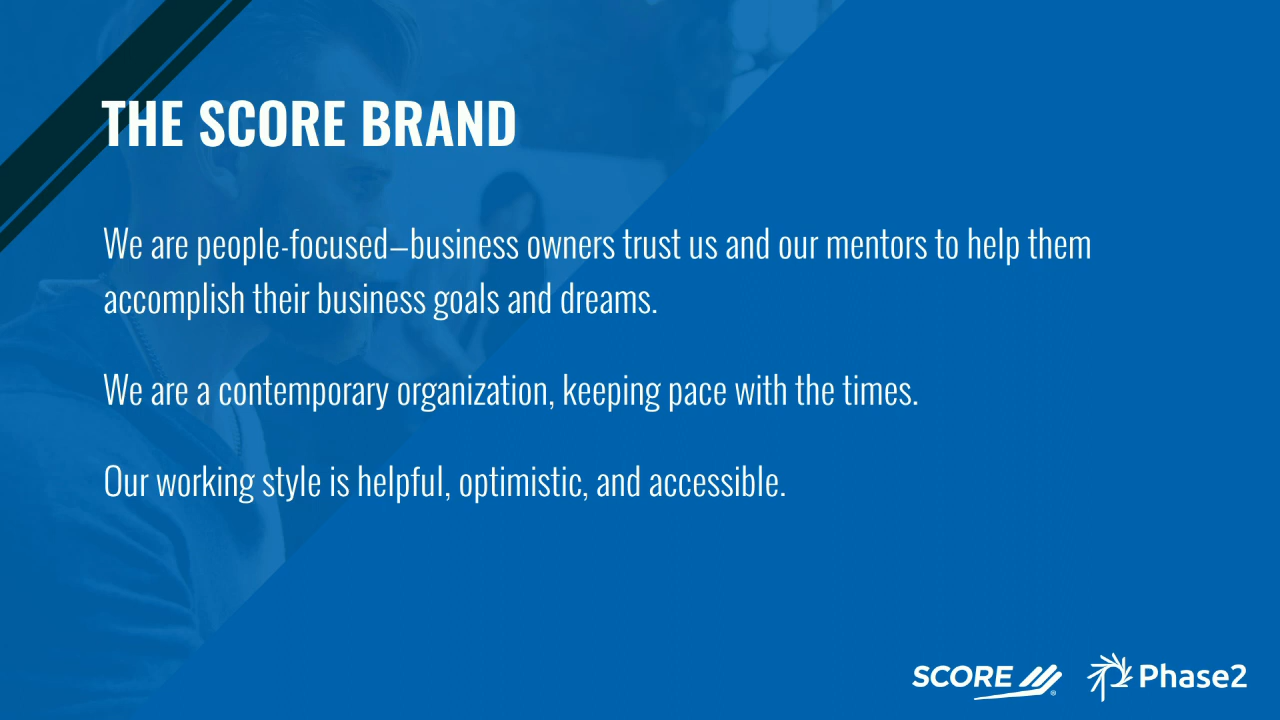 THE SCORE BRAND
We are people-focused—business owners trust us and our mentors to help them
accomplish their business goals and dreams.
We are a contemporary organization, keeping pace with the times.
Our working style is helpful, optimistic, and accessible.
SCORE ® Phase2